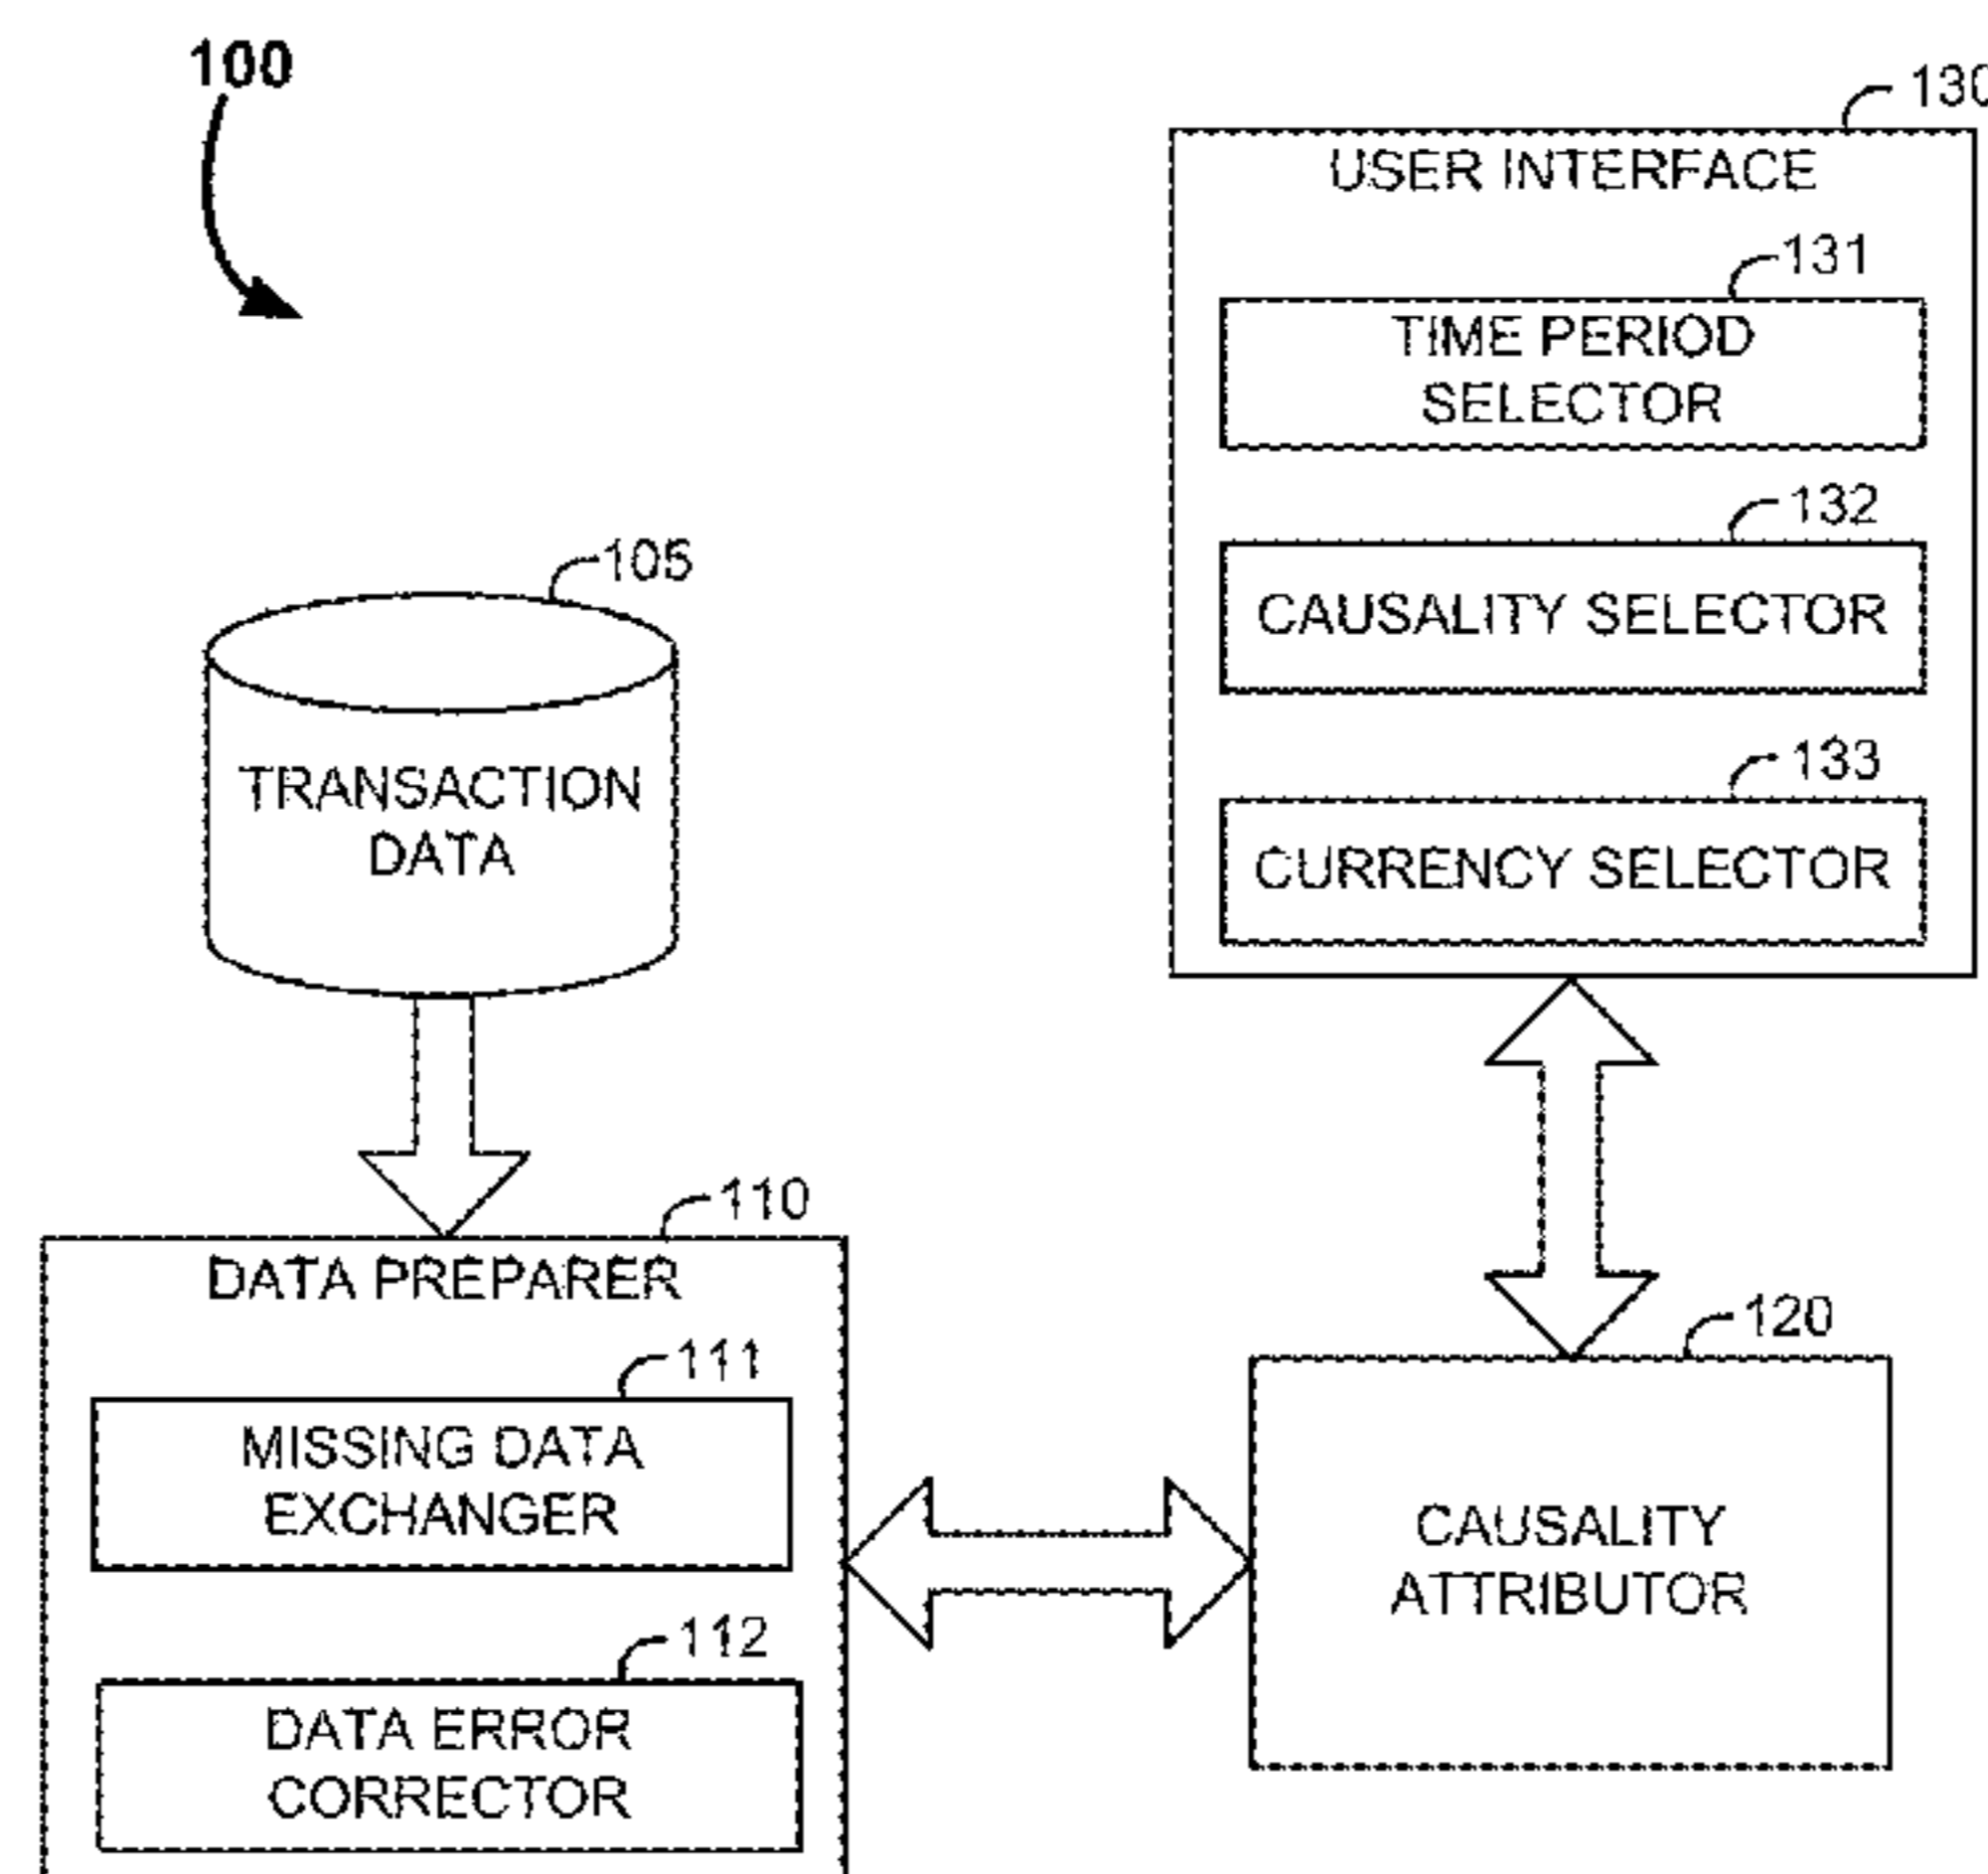 100
130
USER INTERFACE
131
TIME PERIOD
SELECTOR
132
CAUSALITY SELECTOR
133
CURRENCY SELECTOR
105
TRANSACTION
DATA
110
DATA PREPARER
111
MISSING DATA
EXCHANGER
112
DATA ERROR
CORRECTOR
120
CAUSALITY
ATTRIBUTOR